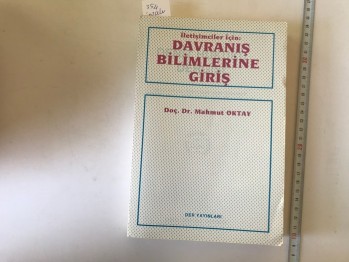 İletişimciler İçin:
DAVRANIŞ
BİLİMLERİNE
GİRİŞ
Doç. Dr. Mahmut OKTAY
DER YAYINLARI